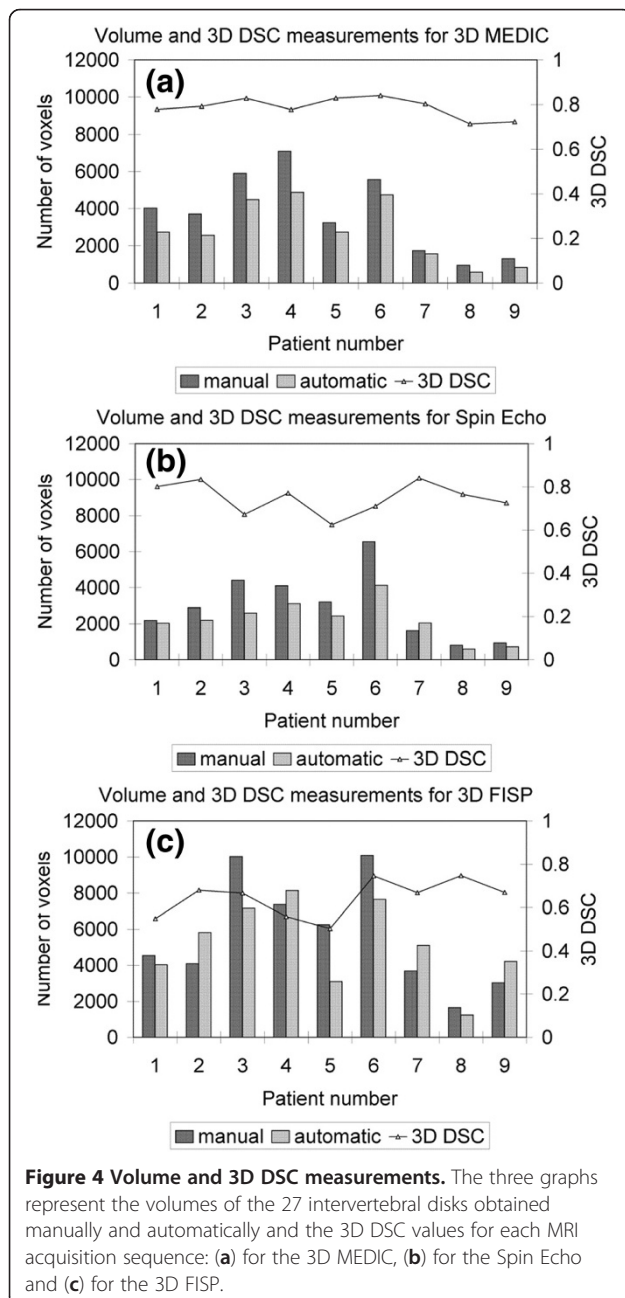 Volume and 3D DSC measurements for 3D MEDIC
(a)
Number of voxels
12000
10000
8000
6000
4000
2000
0
1
0.8
0.6
0.4
0.2
0
3D DSC
1 2 3 4 5 6 7 8 9
Patient number
manual automatic 3D DSC
Volume and 3D DSC measurements for Spin Echo
(b)
Number of voxels
12000
10000
8000
6000
4000
2000
0
1
0.8
0.6
0.4
0.2
0
3D DSC
1 2 3 4 5 6 7 8 9
Patient number
manual automatic 3D DSC
Volume and 3D DSC measurements for 3D FISP
(c)
Number of voxels
12000
10000
8000
6000
4000
2000
0
1
0.8
0.6
0.4
0.2
0
3D DSC
1 2 3 4 5 6 7 8 9
Patient number
manual automatic 3D DSC
Figure 4 Volume and 3D DSC measurements. The three graphs
represent the volumes of the 27 intervertebral disks obtained
manually and automatically and the 3D DSC values for each MRI
acquisition sequence: (a) for the 3D MEDIC, (b) for the Spin Echo
and (c) for the 3D FISP.